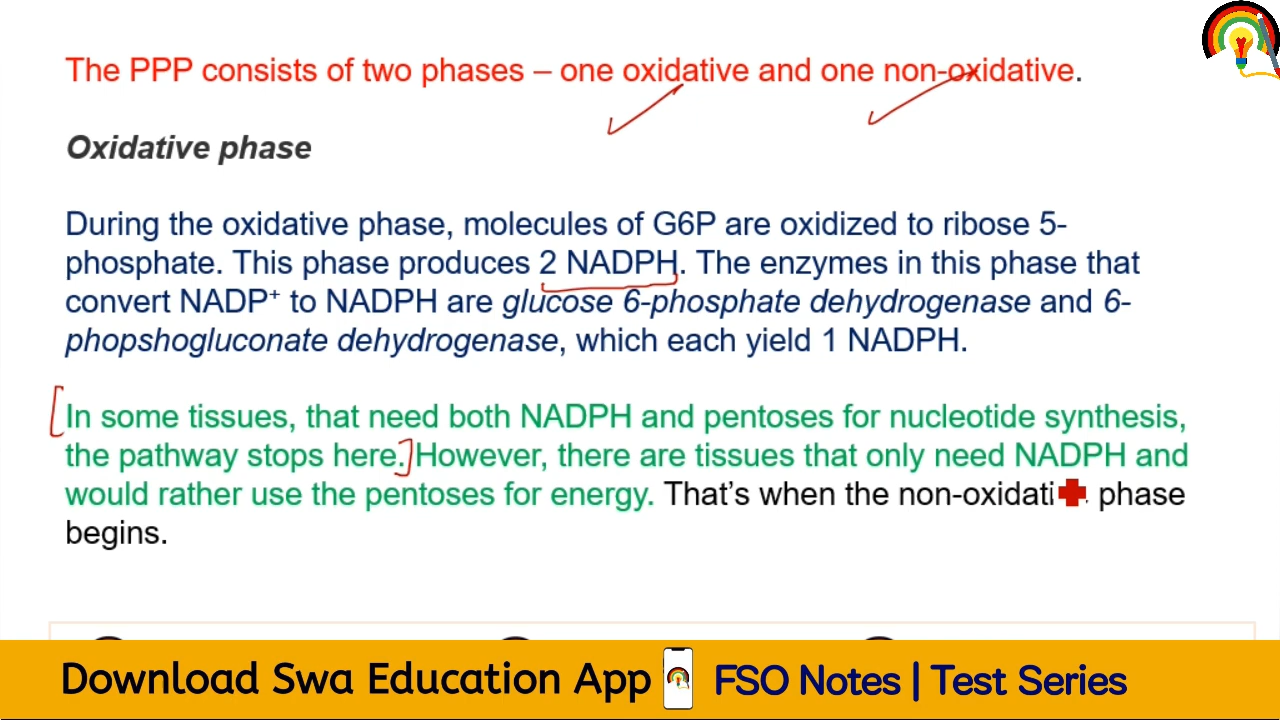 The PPP consists of two phases – one oxidative and one non-oxidative.
Oxidative phase
During the oxidative phase, molecules of G6P are oxidized to ribose 5-
phosphate. This phase produces 2 NADPH. The enzymes in this phase that
convert NADP⁺ to NADPH are glucose 6-phosphate dehydrogenase and 6-
phopshogluconate dehydrogenase, which each yield 1 NADPH.
In some tissues, that need both NADPH and pentoses for nucleotide synthesis,
the pathway stops here. However, there are tissues that only need NADPH and
would rather use the pentoses for energy. That's when the non-oxidati phase
begins.
Download Swa Education App FSO Notes | Test Series